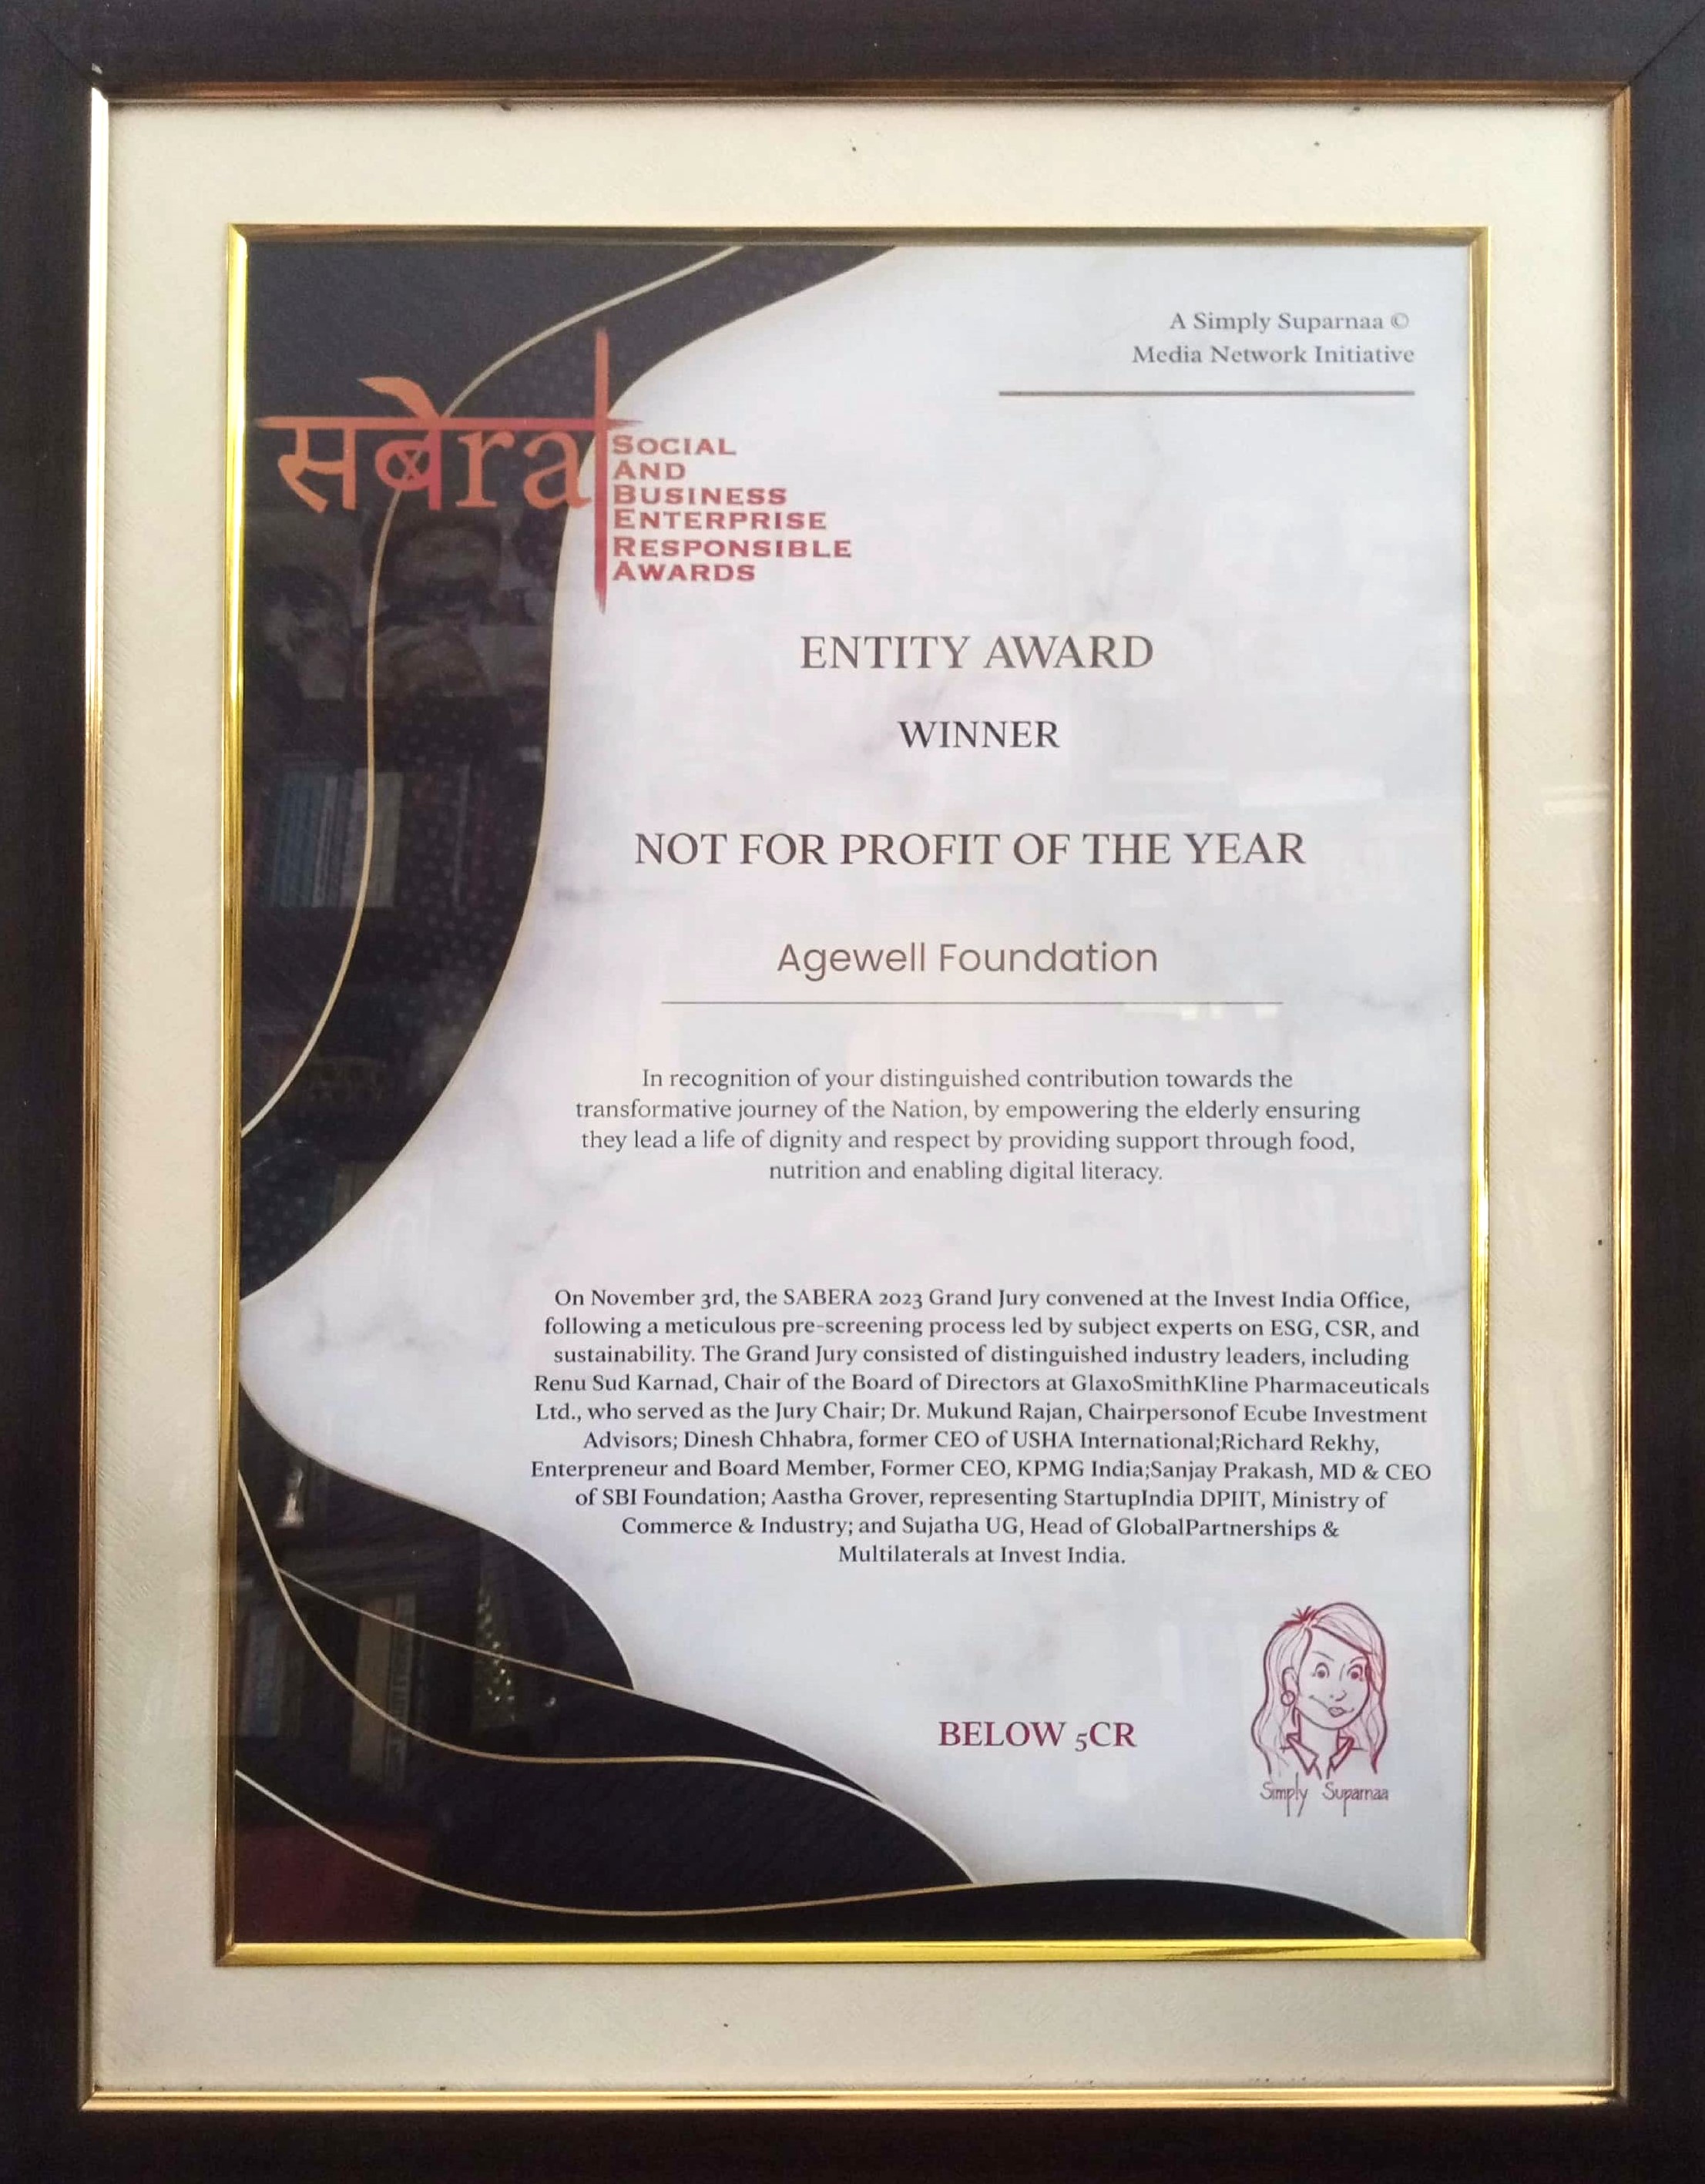 A Simply Suparnaa ©
Media Network Initiative
सबेra
SOCIAL
AND
BUSINESS
ENTERPRISE
RESPONSIBLE
AWARDS
ENTITY AWARD
WINNER
NOT FOR PROFIT OF THE YEAR
Agewell Foundation
In recognition of your distinguished contribution towards the
transformative journey of the Nation, by empowering the elderly ensuring
they lead a life of dignity and respect by providing support through food,
nutrition and enabling digital literacy.
On November 3rd, the SABERA 2023 Grand Jury convened at the Invest India Office,
following a meticulous pre-screening process led by subject experts on ESG, CSR, and
sustainability. The Grand Jury consisted of distinguished industry leaders, including
Renu Sud Karnad, Chair of the Board of Directors at GlaxoSmithKline Pharmaceuticals
Ltd., who served as the Jury Chair; Dr. Mukund Rajan, Chairpersonof Ecube Investment
Advisors; Dinesh Chhabra, former CEO of USHA International;Richard Rekhy,
Enterpreneur and Board Member, Former CEO, KPMG India;Sanjay Prakash, MD & CEO
of SBI Foundation; Aastha Grover, representing StartupIndia DPIIT, Ministry of
Commerce & Industry; and Sujatha UG, Head of GlobalPartnerships &
Multilaterals at Invest India.
BELOW 5CR
Simply Suparnaa